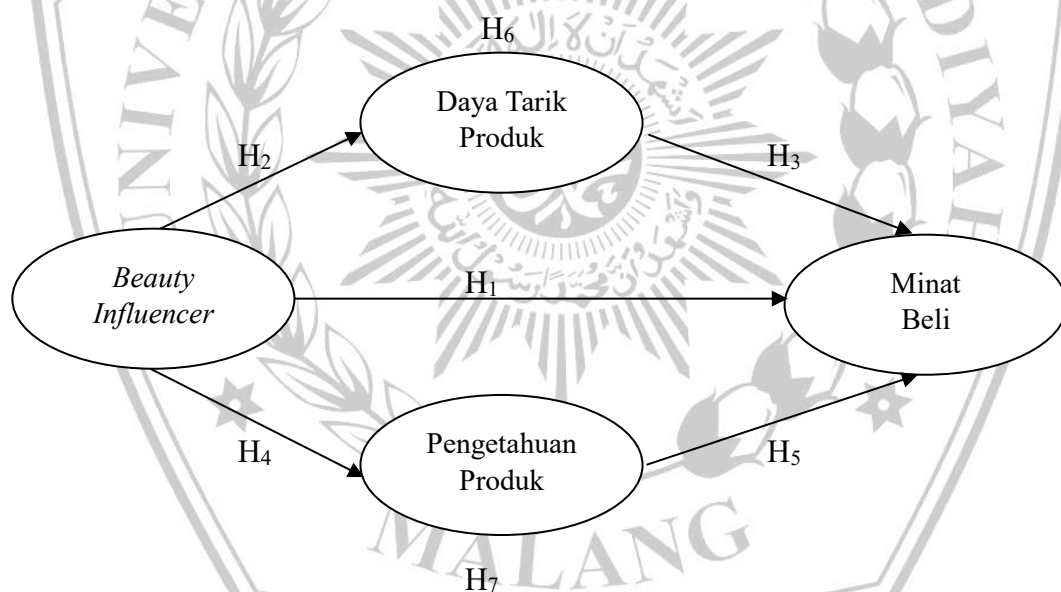 H₆
Daya Tarik
Produk
H₂
H₃
Beauty
Influencer
H₁
Minat
Beli
Pengetahuan
Produk
H₄
H₅
MALANG
H₇